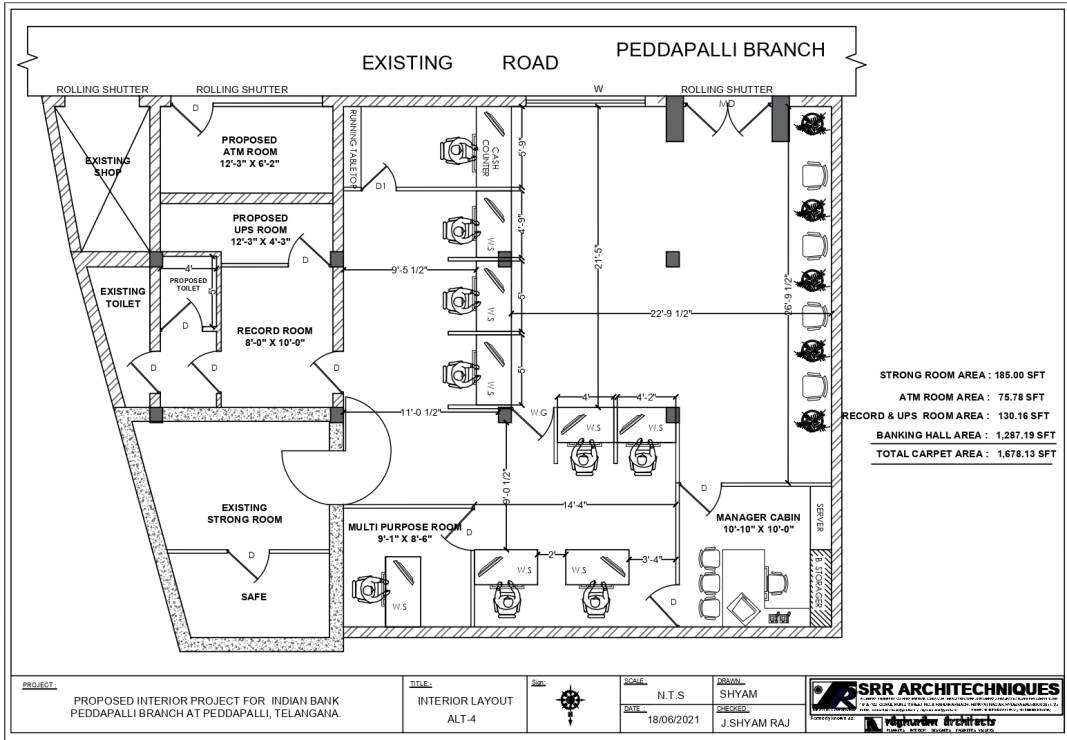 EXISTING ROAD
PEDDAPALLI BRANCH
ROLLING SHUTTER
ROLLING SHUTTER
W
ROLLING SHUTTER
MD
D
PROPOSED
ATM ROOM
12'-3" X 6'-2"
RUNNING TABLE TOP
CASH
COUNTER
5'-9"
EXISTING
SHOP
D1
PROPOSED
UPS ROOM
12'-3" X 4'-3"
D
W.S
4'-9"
21'-5"
9'-5 1/2"
4'
PROPOSED
TOILET
5'
EXISTING
TOILET
D
RECORD ROOM
8'-0" X 10'-0"
W.S
5'
22'-9 1/2"
26'-9 1/2"
W.S
5'
D
D
D
STRONG ROOM AREA : 185.00 SFT
ATM ROOM AREA : 75.78 SFT
RECORD & UPS ROOM AREA : 130.16 SFT
BANKING HALL AREA : 1,287.19 SFT
TOTAL CARPET AREA : 1,678.13 SFT
11'-0 1/2"
W.G
4'
4'-2"
W.S
W.S
9'-0 1/2"
14'-4"
D
EXISTING
STRONG ROOM
MULTI PURPOSE ROOM
9'-1" X 8'-6"
D
MANAGER CABIN
10'-10" X 10'-0"
SERVER
D
2'
3'-4"
W.S
W.S
W.S
B. STORAGER
SAFE
D
PROJECT :
PROPOSED INTERIOR PROJECT FOR INDIAN BANK
PEDDAPALLI BRANCH AT PEDDAPALLI, TELANGANA.
TITLE:-
INTERIOR LAYOUT
ALT-4
Sign:
SCALE :
N.T.S
DATE :
18/06/2021
DRAWN :
SHYAM
CHECKED :
J.SHYAM RAJ
SRR ARCHITECHNIQUES
Formerly known as:
raghuram architects